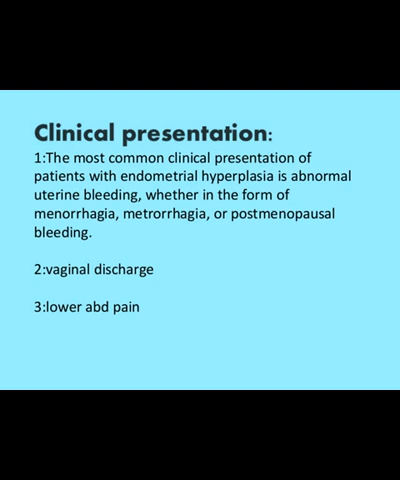 Clinical presentation:
1:The most common clinical presentation of
patients with endometrial hyperplasia is abnormal
uterine bleeding, whether in the form of
menorrhagia, metrorrhagia, or postmenopausal
bleeding.
2:vaginal discharge
3:lower abd pain